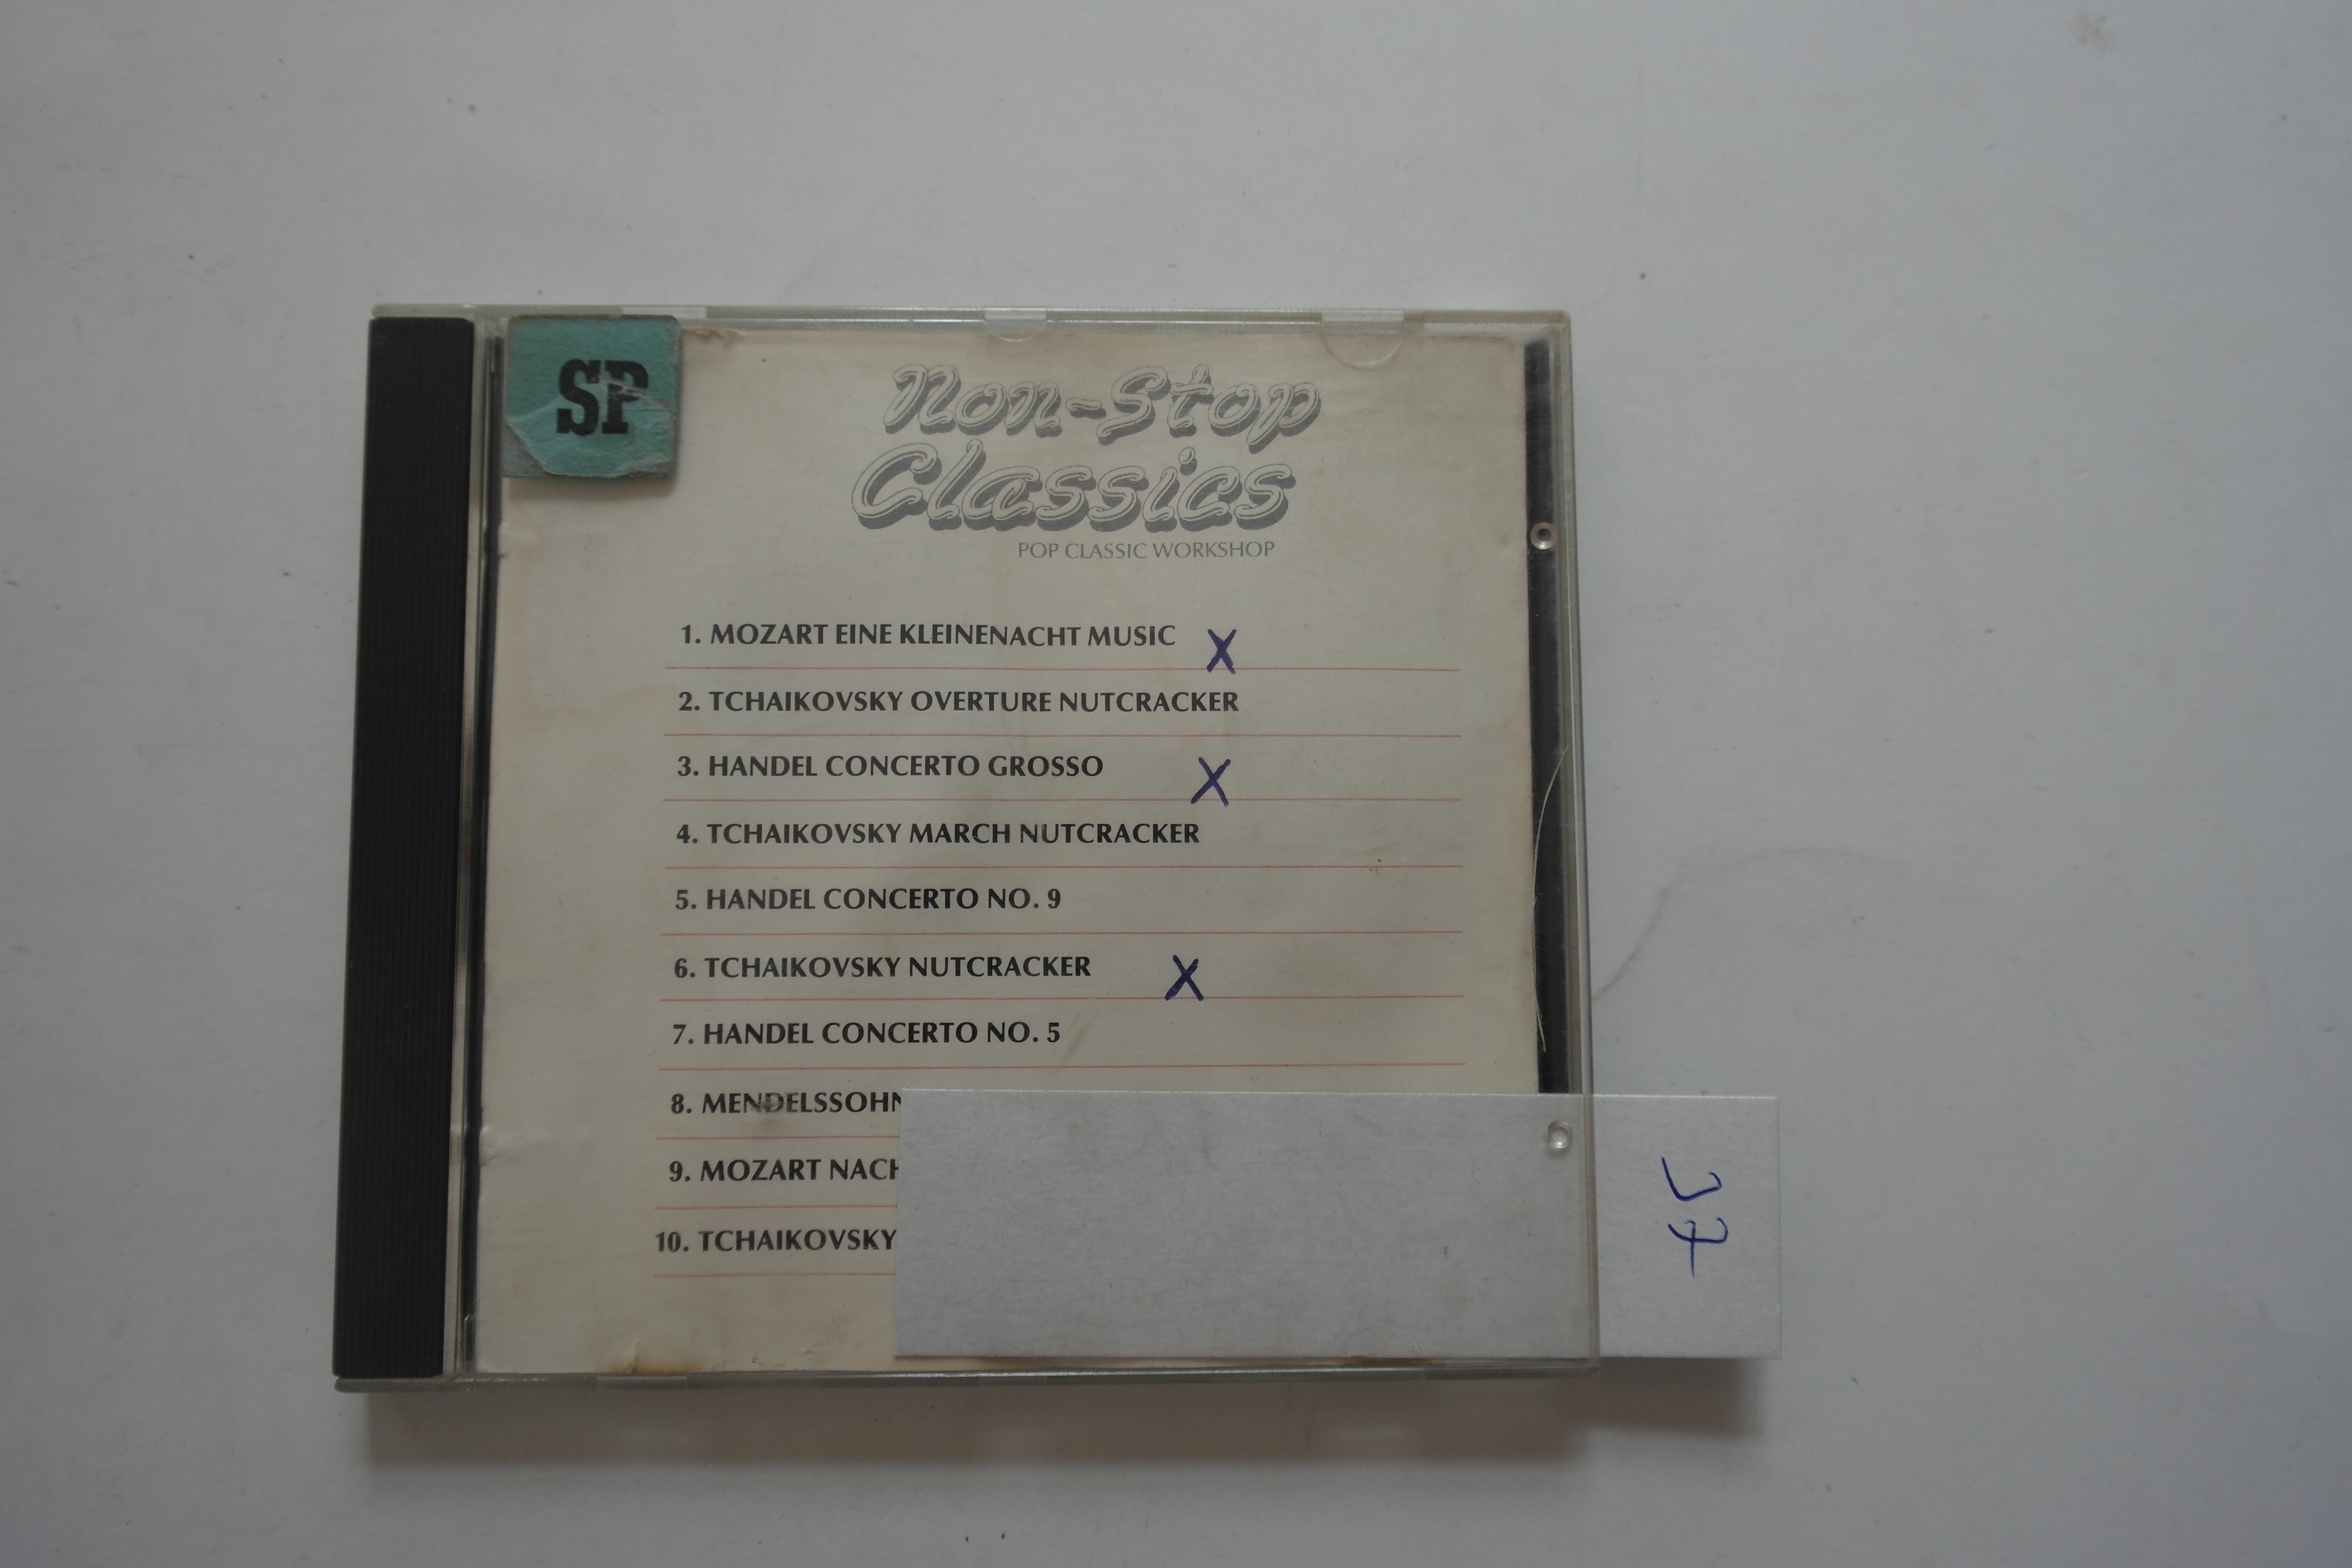 SP
Non-Stop
Classics
POP CLASSIC WORKSHOP
1. MOZART EINE KLEINENACHT MUSIC X
2. TCHAIKOVSKY OVERTURE NUTCRACKER
3. HANDEL CONCERTO GROSSO X
4. TCHAIKOVSKY MARCH NUTCRACKER
5. HANDEL CONCERTO NO. 9
6. TCHAIKOVSKY NUTCRACKER X
7. HANDEL CONCERTO NO. 5
8. MENDELSSOHN
9. MOZART
10. TCHAIKOVSKY